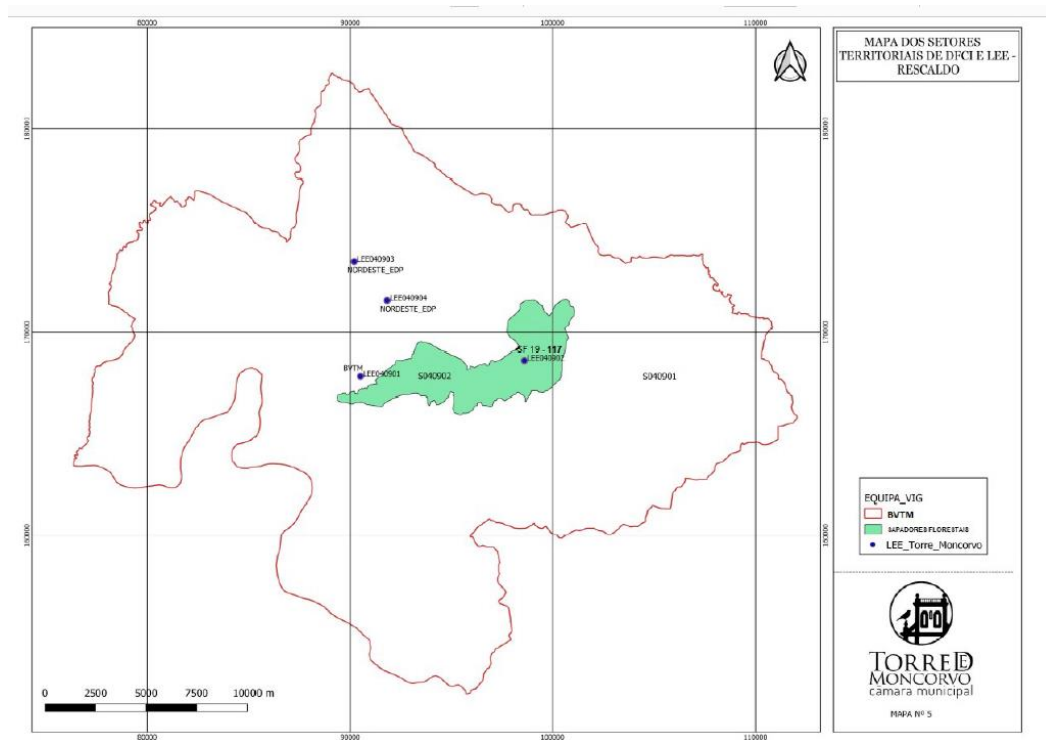 80000 90000 100000 110000
MAPA DOS SETORES
TERRITORIAIS DE DFCI E LEE -
RESCALDO
LEE040903
NORDESTE_EDP
LEE040904
NORDESTE_EDP
170000
170000
SF 19 - 117
LEE040902
BVTM
LEE040901
S040902
S040901
EQUIPA_VIG
BVTM
SAPADORES FLORESTAIS
LEE_Torre_Moncorvo
0 2500 5000 7500 10000 m
80000 90000 100000 110000
TORRE DE
MONCORVO
câmara municipal
MAPA Nº 5